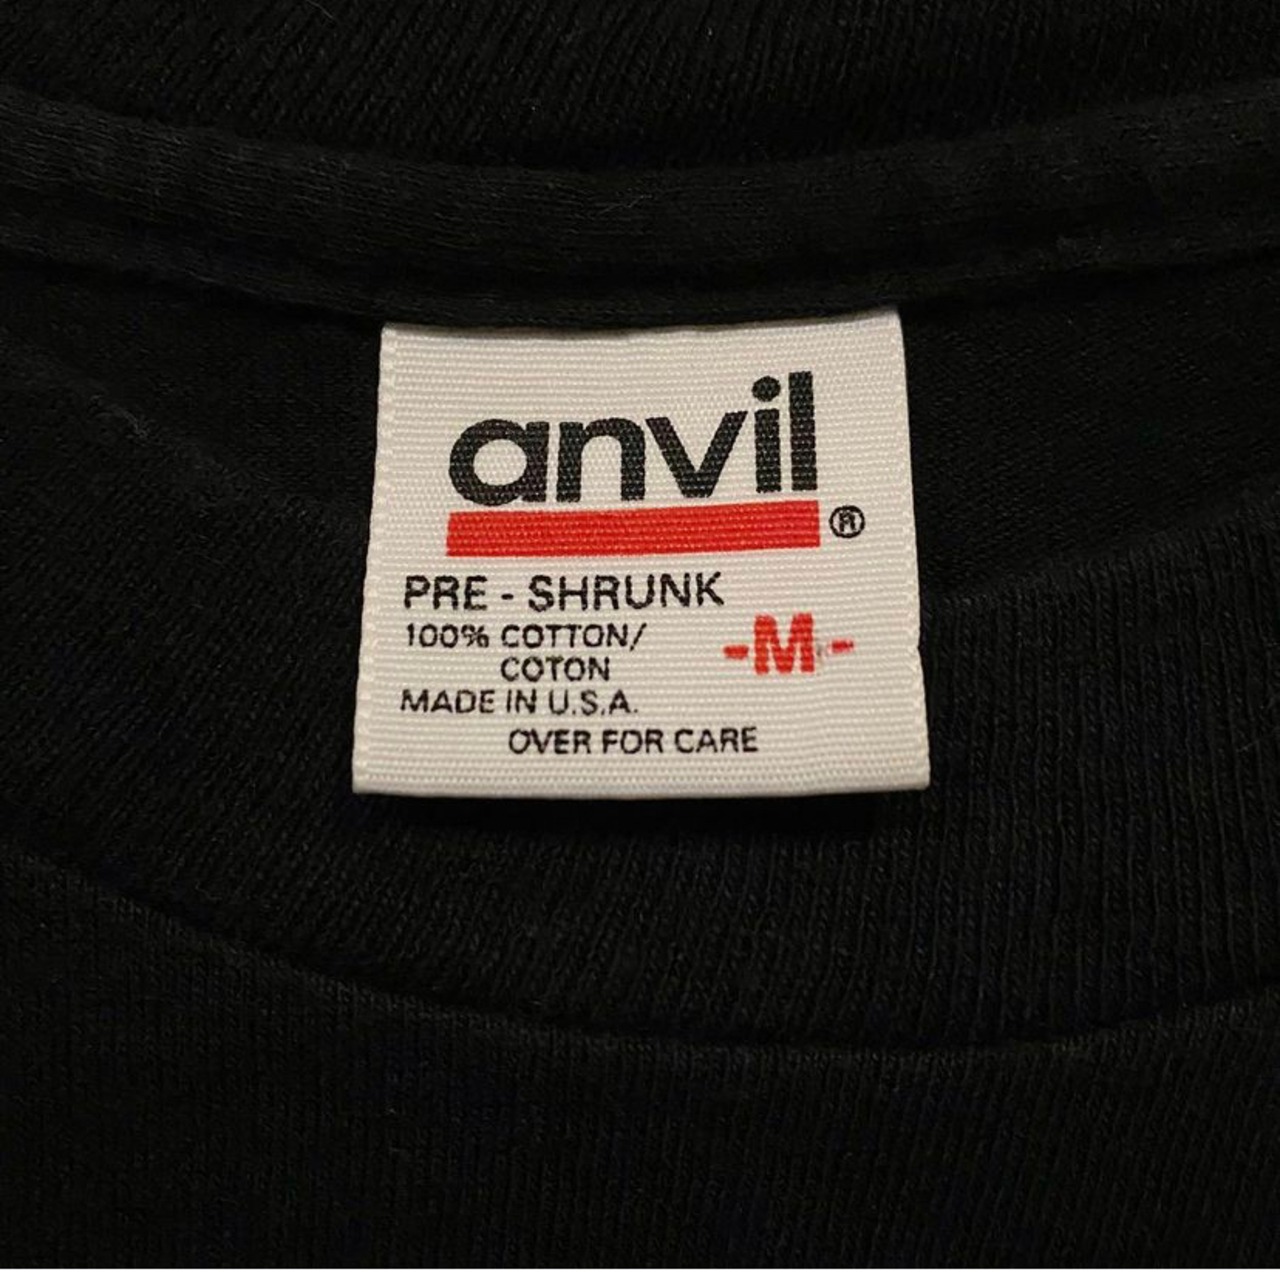 anvil
®
PRE - SHRUNK
100% COTTON/
COTON
-M-
MADE IN U.S.A.
OVER FOR CARE